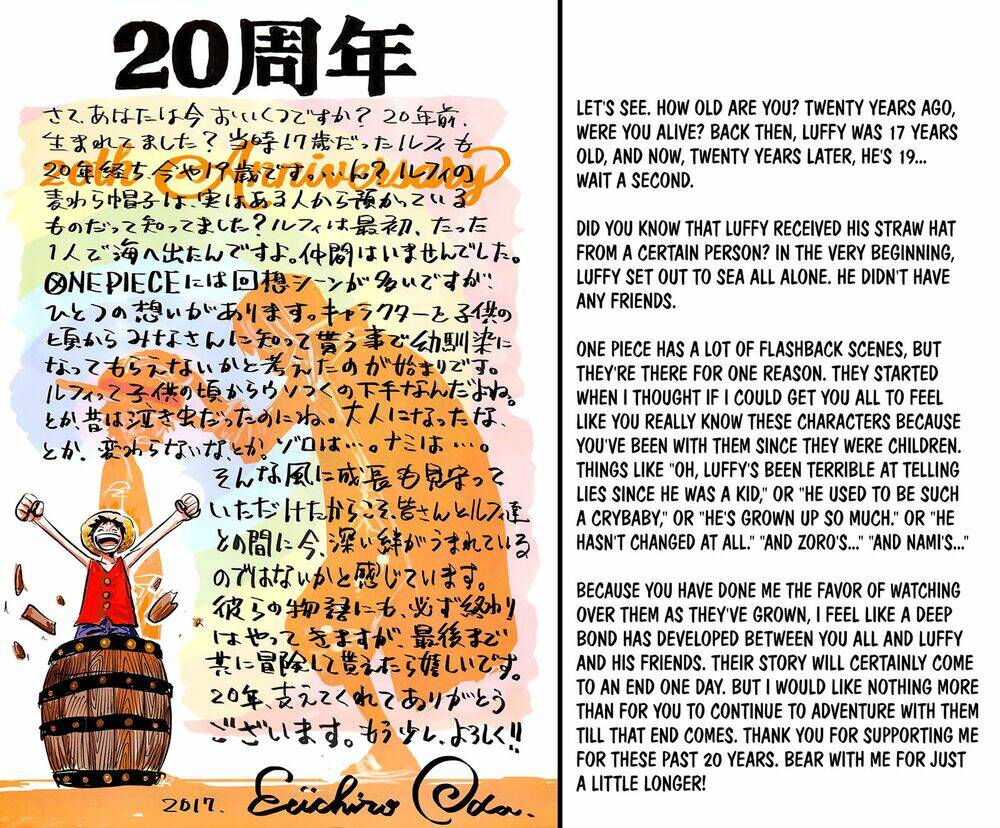 20周年
20th Anniversary
さて、あなたは今おいくつですか? 20年前、
生まれてました? 当時17歳だったルフィも
20年経ち今や19歳です。…ん? ルフィの
麦わら帽子は、実はある人から預かっている
ものだって知ってました? ルフィは最初、たった
1人で海へ出たんですよ。仲間はいませんでした。
ONE PIECEには回想シーンが多いですが、
ひとつの想いがあります。キャラクターを子供の
頃からみなさんに知って貰う事で幼馴染に
なってもらえないかと考えたのが始まりです。
ルフィって子供の頃からウソつくの下手なんだよね。
とか昔は泣き虫だったのにね。大人になったな、
とか、変わらないなとか。ゾロは…。ナミは…。
そんな風に成長も見守って
いただけたからこそ、皆さんとルフィ達
との間に今、深い絆がうまれている
のではないかと感じています。
彼らの物語にも、必ず終わり
はやってきますが、最後まで
共に冒険して貰えたら嬉しいです。
20年、支えてくれてありがとう
ございます。もう少し、よろしく!!
2017. Eiichiro Oda.
LET'S SEE. HOW OLD ARE YOU? TWENTY YEARS AGO,
WERE YOU ALIVE? BACK THEN, LUFFY WAS 17 YEARS
OLD, AND NOW, TWENTY YEARS LATER, HE'S 19...
WAIT A SECOND.
DID YOU KNOW THAT LUFFY RECEIVED HIS STRAW HAT
FROM A CERTAIN PERSON? IN THE VERY BEGINNING,
LUFFY SET OUT TO SEA ALL ALONE. HE DIDN'T HAVE
ANY FRIENDS.
ONE PIECE HAS A LOT OF FLASHBACK SCENES, BUT
THEY'RE THERE FOR ONE REASON. THEY STARTED
WHEN I THOUGHT IF I COULD GET YOU ALL TO FEEL
LIKE YOU REALLY KNOW THESE CHARACTERS BECAUSE
YOU'VE BEEN WITH THEM SINCE THEY WERE CHILDREN.
THINGS LIKE "OH, LUFFY'S BEEN TERRIBLE AT TELLING
LIES SINCE HE WAS A KID," OR "HE USED TO BE SUCH
A CRYBABY," OR "HE'S GROWN UP SO MUCH." OR "HE
HASN'T CHANGED AT ALL." "AND ZORO'S..." "AND NAMI'S..."
BECAUSE YOU HAVE DONE ME THE FAVOR OF WATCHING
OVER THEM AS THEY'VE GROWN, I FEEL LIKE A DEEP
BOND HAS DEVELOPED BETWEEN YOU ALL AND LUFFY
AND HIS FRIENDS. THEIR STORY WILL CERTAINLY COME
TO AN END ONE DAY. BUT I WOULD LIKE NOTHING MORE
THAN FOR YOU TO CONTINUE TO ADVENTURE WITH THEM
TILL THAT END COMES. THANK YOU FOR SUPPORTING ME
FOR THESE PAST 20 YEARS. BEAR WITH ME FOR JUST
A LITTLE LONGER!